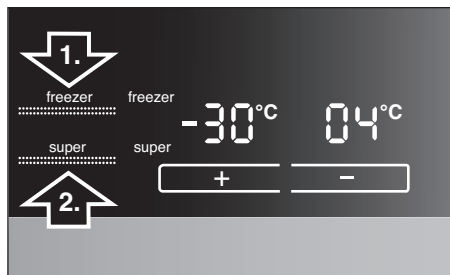 1.
freezer freezer
-30°C 04°C
super super
+ −
2.